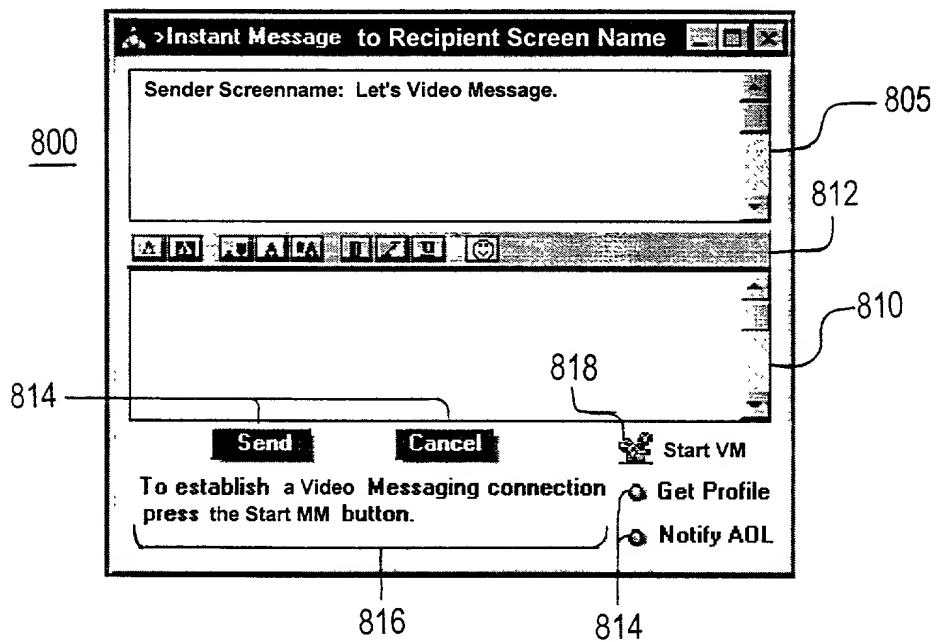 >Instant Message to Recipient Screen Name
Sender Screenname: Let's Video Message.
805
800
812
810
818
814
Send
Cancel
Start VM
To establish a Video Messaging connection
press the Start MM button.
Get Profile
Notify AOL
816
814